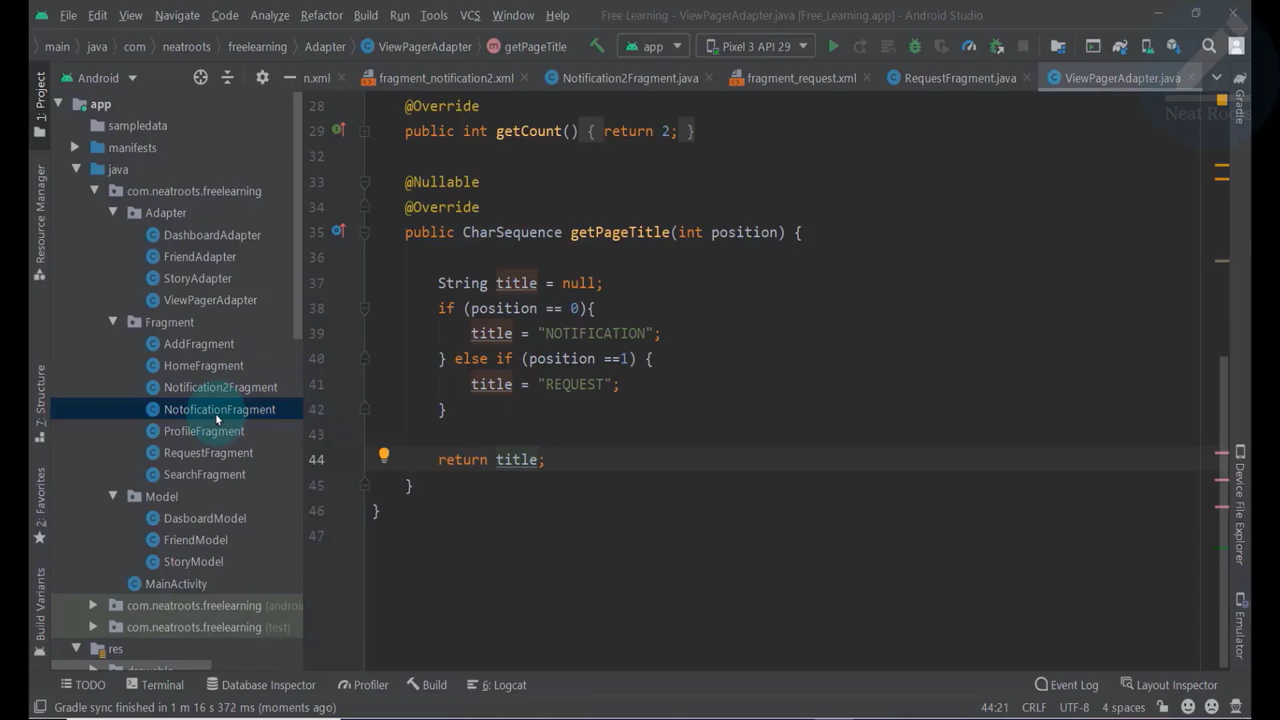 File Edit View Navigate Code Analyze Refactor Build Run Tools VCS Window Help Free Learning - ViewPagerAdapter.java [Free_Learning.app] - Android Studio
main java com neatroots freelearning Adapter ViewPagerAdapter getPageTitle app Pixel 3 API 29
Android n.xml fragment_notification2.xml Notification2Fragment.java fragment_request.xml RequestFragment.java ViewPagerAdapter.java
Neat Roots
1: Project
Resource Manager
7: Structure
2: Favorites
Build Variants
app
sampledata
manifests
java
com.neatroots.freelearning
Adapter
DashboardAdapter
FriendAdapter
StoryAdapter
ViewPagerAdapter
Fragment
AddFragment
HomeFragment
Notification2Fragment
NotoficationFragment
ProfileFragment
RequestFragment
SearchFragment
Model
DasboardModel
FriendModel
StoryModel
MainActivity
com.neatroots.freelearning (andro
com.neatroots.freelearning (test)
res
28 @Override
29 public int getCount() { return 2; }
32
33 @Nullable
34 @Override
35 public CharSequence getPageTitle(int position) {
36
37 String title = null;
38 if (position == 0){
39 title = "NOTIFICATION";
40 } else if (position ==1) {
41 title = "REQUEST";
42 }
43
44 return title;
45 }
46 }
47
Gradle
Device File Explorer
Emulator
TODO Terminal Database Inspector Profiler Build 6: Logcat Event Log Layout Inspector
Gradle sync finished in 1 m 16 s 372 ms (moments ago) 44:21 CRLF UTF-8 4 spaces